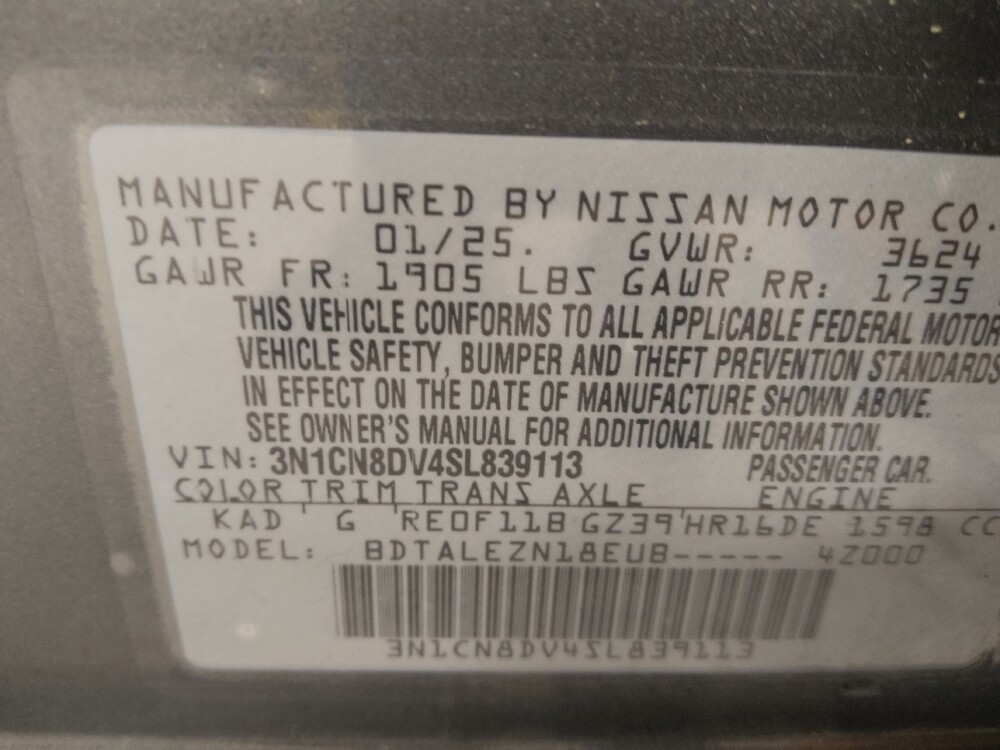 MANUFACTURED BY NISSAN MOTOR CO.
DATE: 01/25. GVWR: 3624
GAWR FR: 1905 LBS GAWR RR: 1735
THIS VEHICLE CONFORMS TO ALL APPLICABLE FEDERAL MOTOR
VEHICLE SAFETY, BUMPER AND THEFT PREVENTION STANDARDS
IN EFFECT ON THE DATE OF MANUFACTURE SHOWN ABOVE.
SEE OWNER'S MANUAL FOR ADDITIONAL INFORMATION.
VIN: 3N1CN8DV4SL839113 PASSENGER CAR.
COLOR TRIM TRANS AXLE ENGINE
KAD G RE0F11B GZ39 HR16DE 1598 CC
MODEL: BDTALEZN18EUB----- 4Z000
3N1CN8DV4SL839113